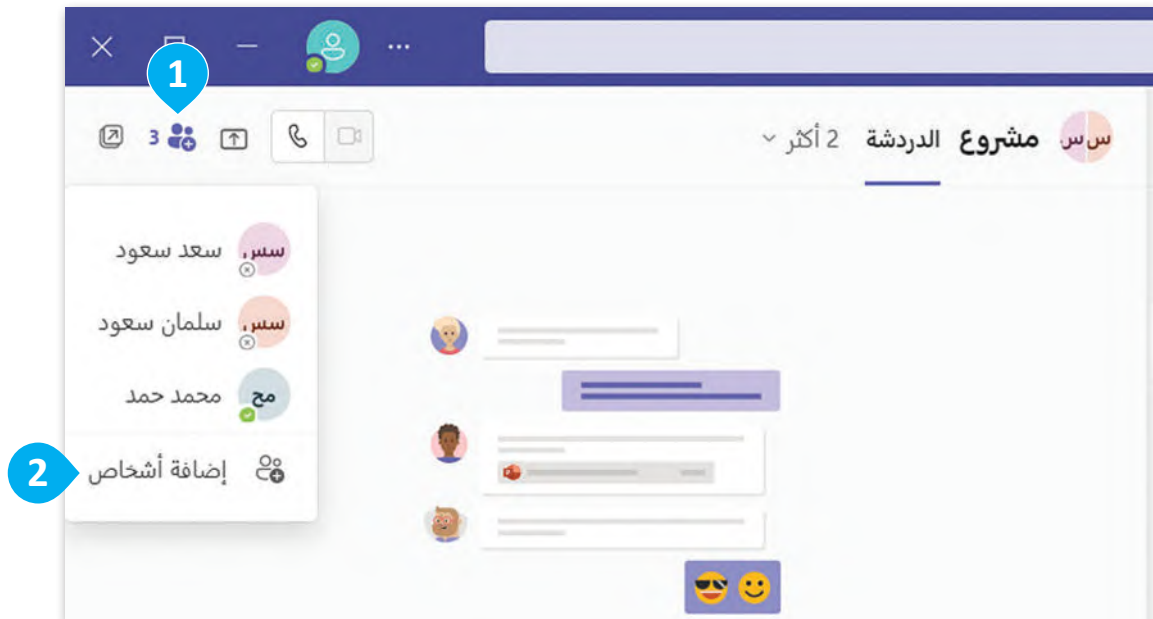 1
س س مشروع الدردشة 2 أكثر
3
سس سعد سعود
سس سلمان سعود
مح محمد حمد
إضافة أشخاص
2